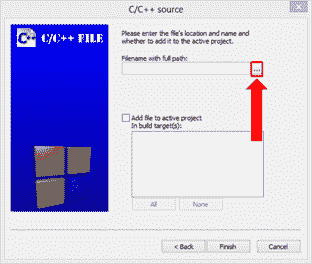 C/C++ source
C++
C/C++ FILE
Please enter the file's location and name and
whether to add it to the active project.
Filename with full path:
...
Add file to active project
In build target(s):
All
None
< Back
Finish
Cancel